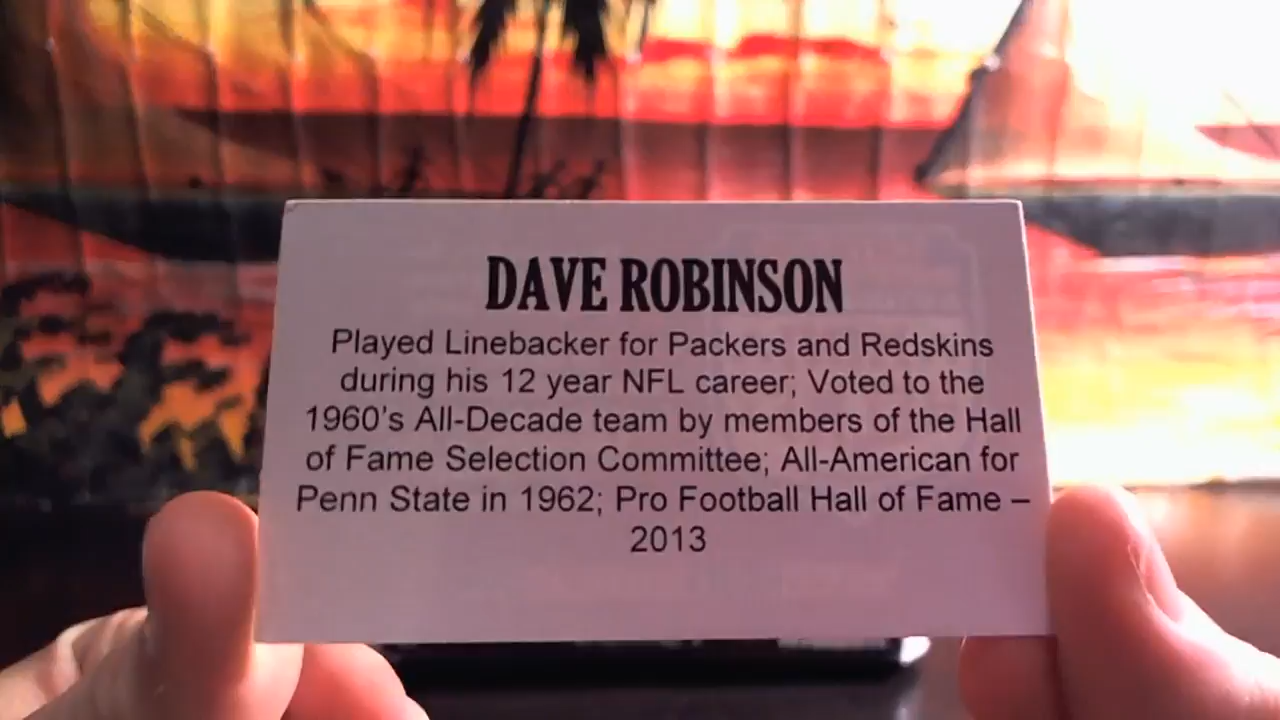 DAVE ROBINSON
Played Linebacker for Packers and Redskins
during his 12 year NFL career; Voted to the
1960's All-Decade team by members of the Hall
of Fame Selection Committee; All-American for
Penn State in 1962; Pro Football Hall of Fame –
2013